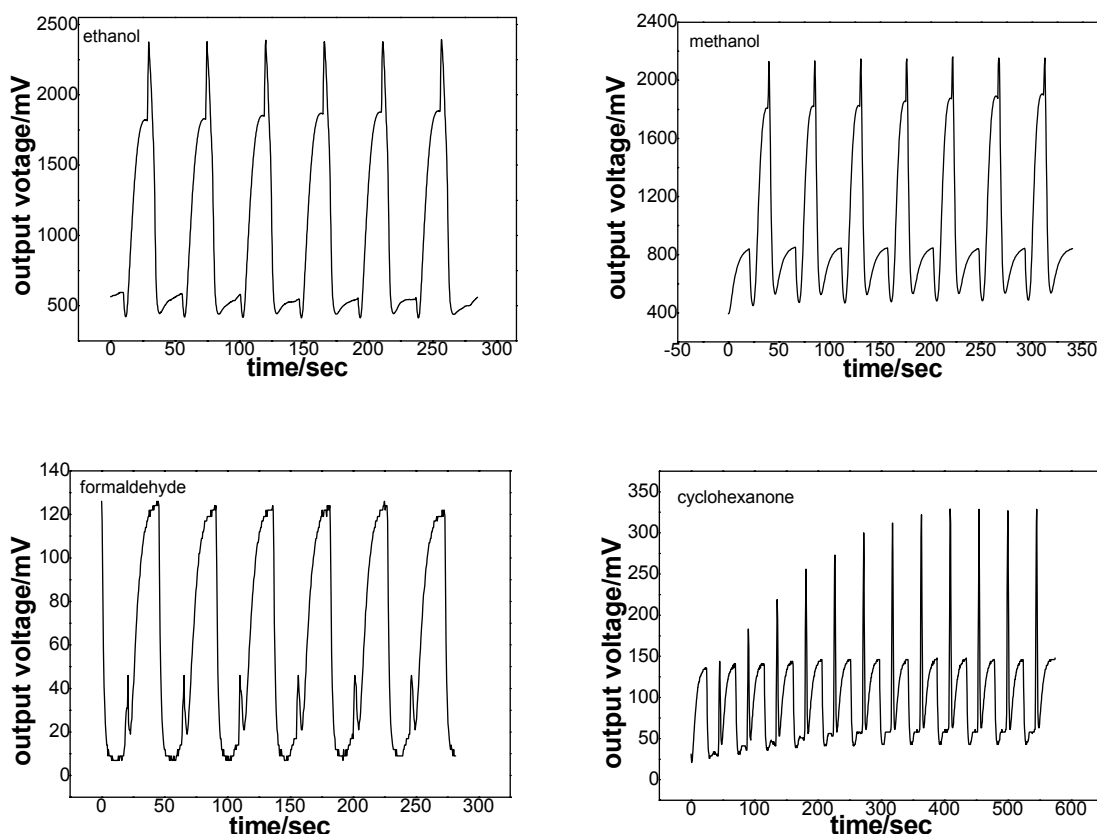 ethanol
output votage/mV
2500
2000
1500
1000
500
0 50 100 150 200 250 300
time/sec
methanol
output voltage/mV
2400
2000
1600
1200
800
400
-50 0 50 100 150 200 250 300 350
time/sec
formaldehyde
output voltage/mV
140
120
100
80
60
40
20
0
0 50 100 150 200 250 300
time/sec
cyclohexanone
output voltage/mV
350
300
250
200
150
100
50
0
0 100 200 300 400 500 600
time/sec